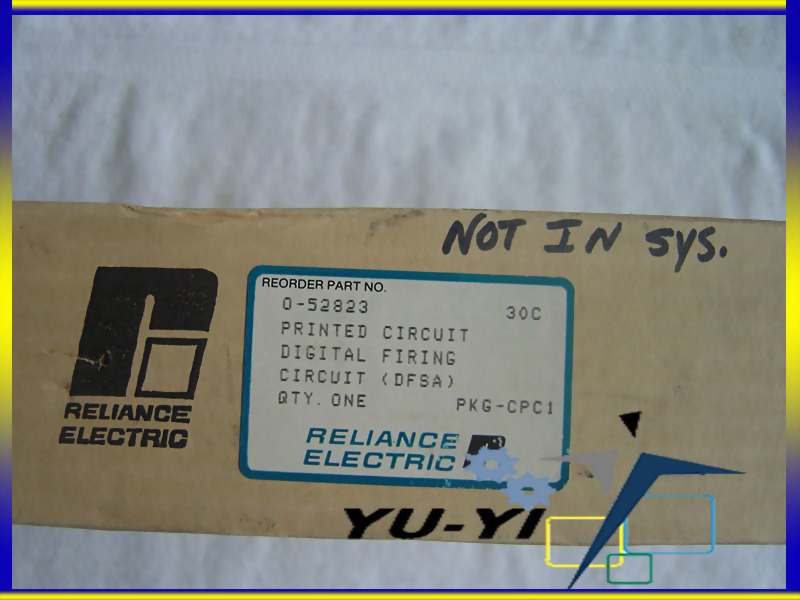 NOT IN SYS.
REORDER PART NO.
0-52823 30C
PRINTED CIRCUIT
DIGITAL FIRING
CIRCUIT (DFSA)
QTY. ONE PKG-CPC1
RELIANCE
ELECTRIC
RELIANCE
ELECTRIC
YU-YI